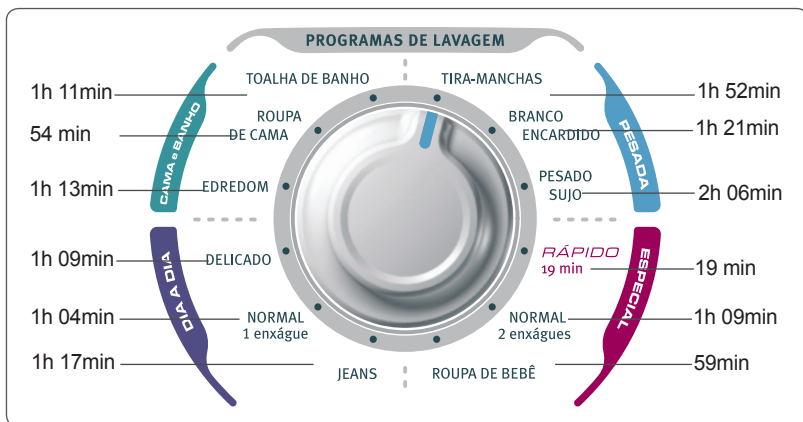 PROGRAMAS DE LAVAGEM
TOALHA DE BANHO
1h 11min
ROUPA
DE CAMA
54 min
EDREDOM
1h 13min
CAMA e BANHO
TIRA-MANCHAS
1h 52min
BRANCO
ENCARDIDO
1h 21min
PESADO
SUJO
2h 06min
PESADA
DELICADO
1h 09min
NORMAL
1 enxágue
1h 04min
JEANS
1h 17min
DIA A DIA
RÁPIDO
19 min
19 min
NORMAL
2 enxágues
1h 09min
ROUPA DE BEBÊ
59min
ESPECIAL